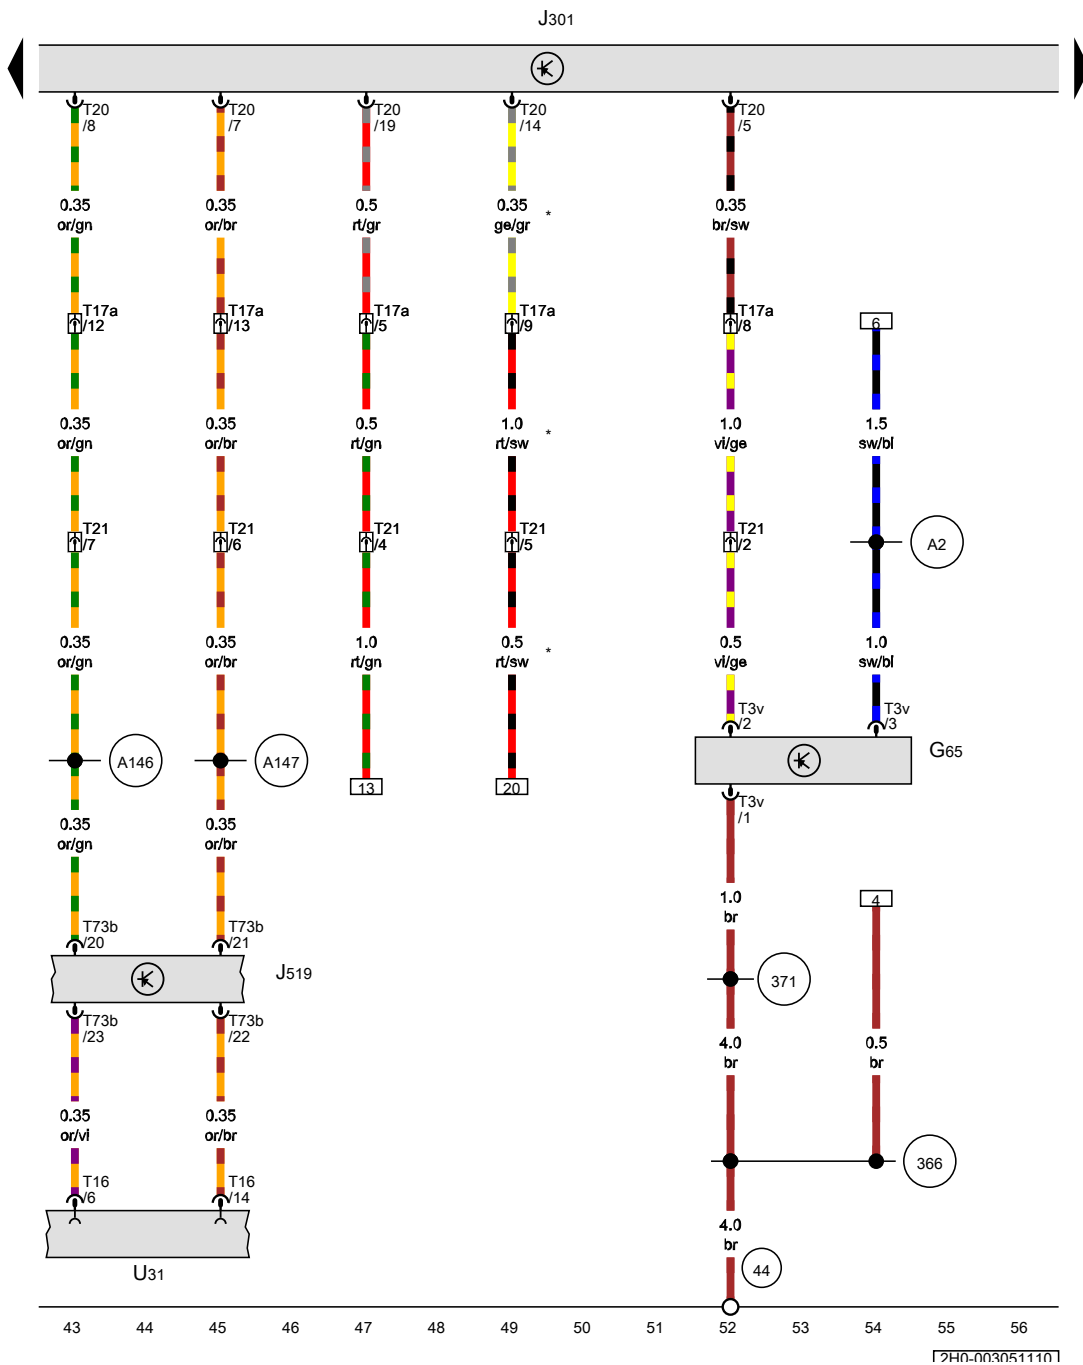 J301
T20 T20 T20 T20 T20
/8 /7 /19 /14 /5
0.35 0.35 0.5 0.35 0.35
or/gn or/br rt/gr ge/gr * br/sw
T17a T17a T17a T17a T17a
/12 /13 /5 /9 /8 6
0.35 0.35 0.5 1.0 1.0 1.5
or/gn or/br rt/gn rt/sw * vi/ge sw/bl
T21 T21 T21 T21 T21
/7 /6 /4 /5 /2 A2
0.35 0.35 1.0 0.5 0.5 1.0
or/gn or/br rt/gn rt/sw * vi/ge sw/bl
T3v T3v
/2 /3
G65
A146 A147
13 20
T3v
/1
0.35 0.35
or/gn or/br
1.0 4
br
T73b T73b
/20 /21
J519 371
T73b T73b
/23 /22
4.0 0.5
br br
0.35 0.35
or/vi or/br
366
T16 T16
/6 /14
4.0
br
U31
44
43 44 45 46 47 48 49 50 51 52 53 54 55 56
2H0-003051110